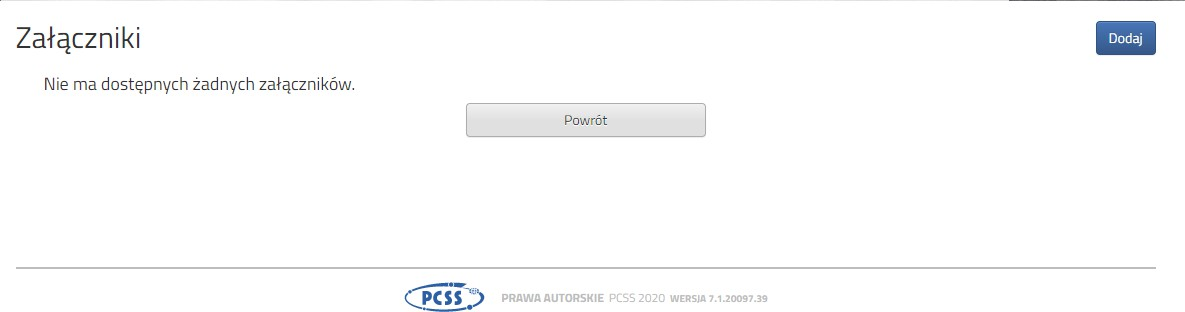 Załączniki
Dodaj
Nie ma dostępnych żadnych załączników.
Powrót
PCSS PRAWA AUTORSKIE PCSS 2020 WERSJA 7.1.20097.39